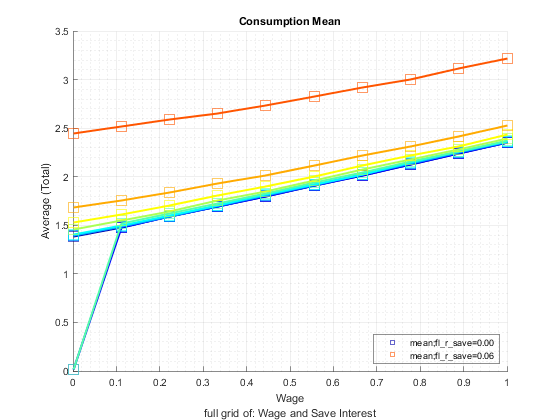 Consumption Mean
3.5
3
2.5
2
1.5
1
0.5
0
Average (Total)
mean;fl_r_save=0.00
mean;fl_r_save=0.06
0 0.1 0.2 0.3 0.4 0.5 0.6 0.7 0.8 0.9 1
Wage
full grid of: Wage and Save Interest